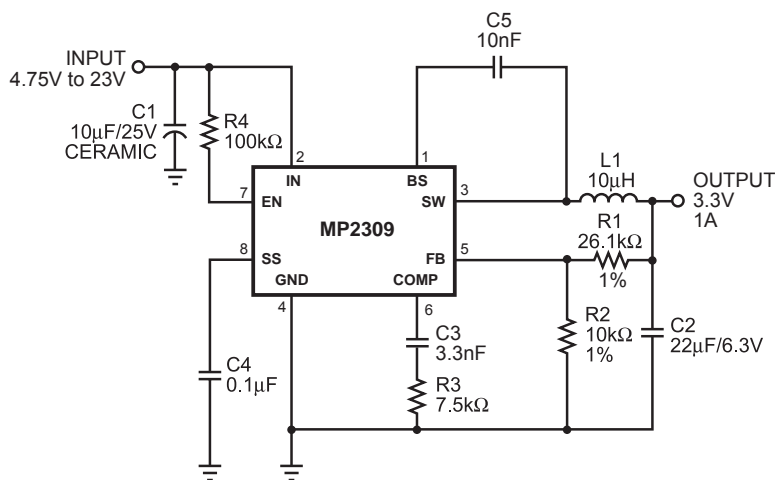 C5
10nF
INPUT
4.75V to 23V
C1
10µF/25V
CERAMIC
R4
100kΩ
2
1
IN
BS
L1
10µH
OUTPUT
3.3V
1A
7
EN
SW
3
MP2309
R1
26.1kΩ
1%
8
SS
FB
5
GND
COMP
4
6
R2
10kΩ
1%
C2
22µF/6.3V
C3
3.3nF
C4
0.1µF
R3
7.5kΩ